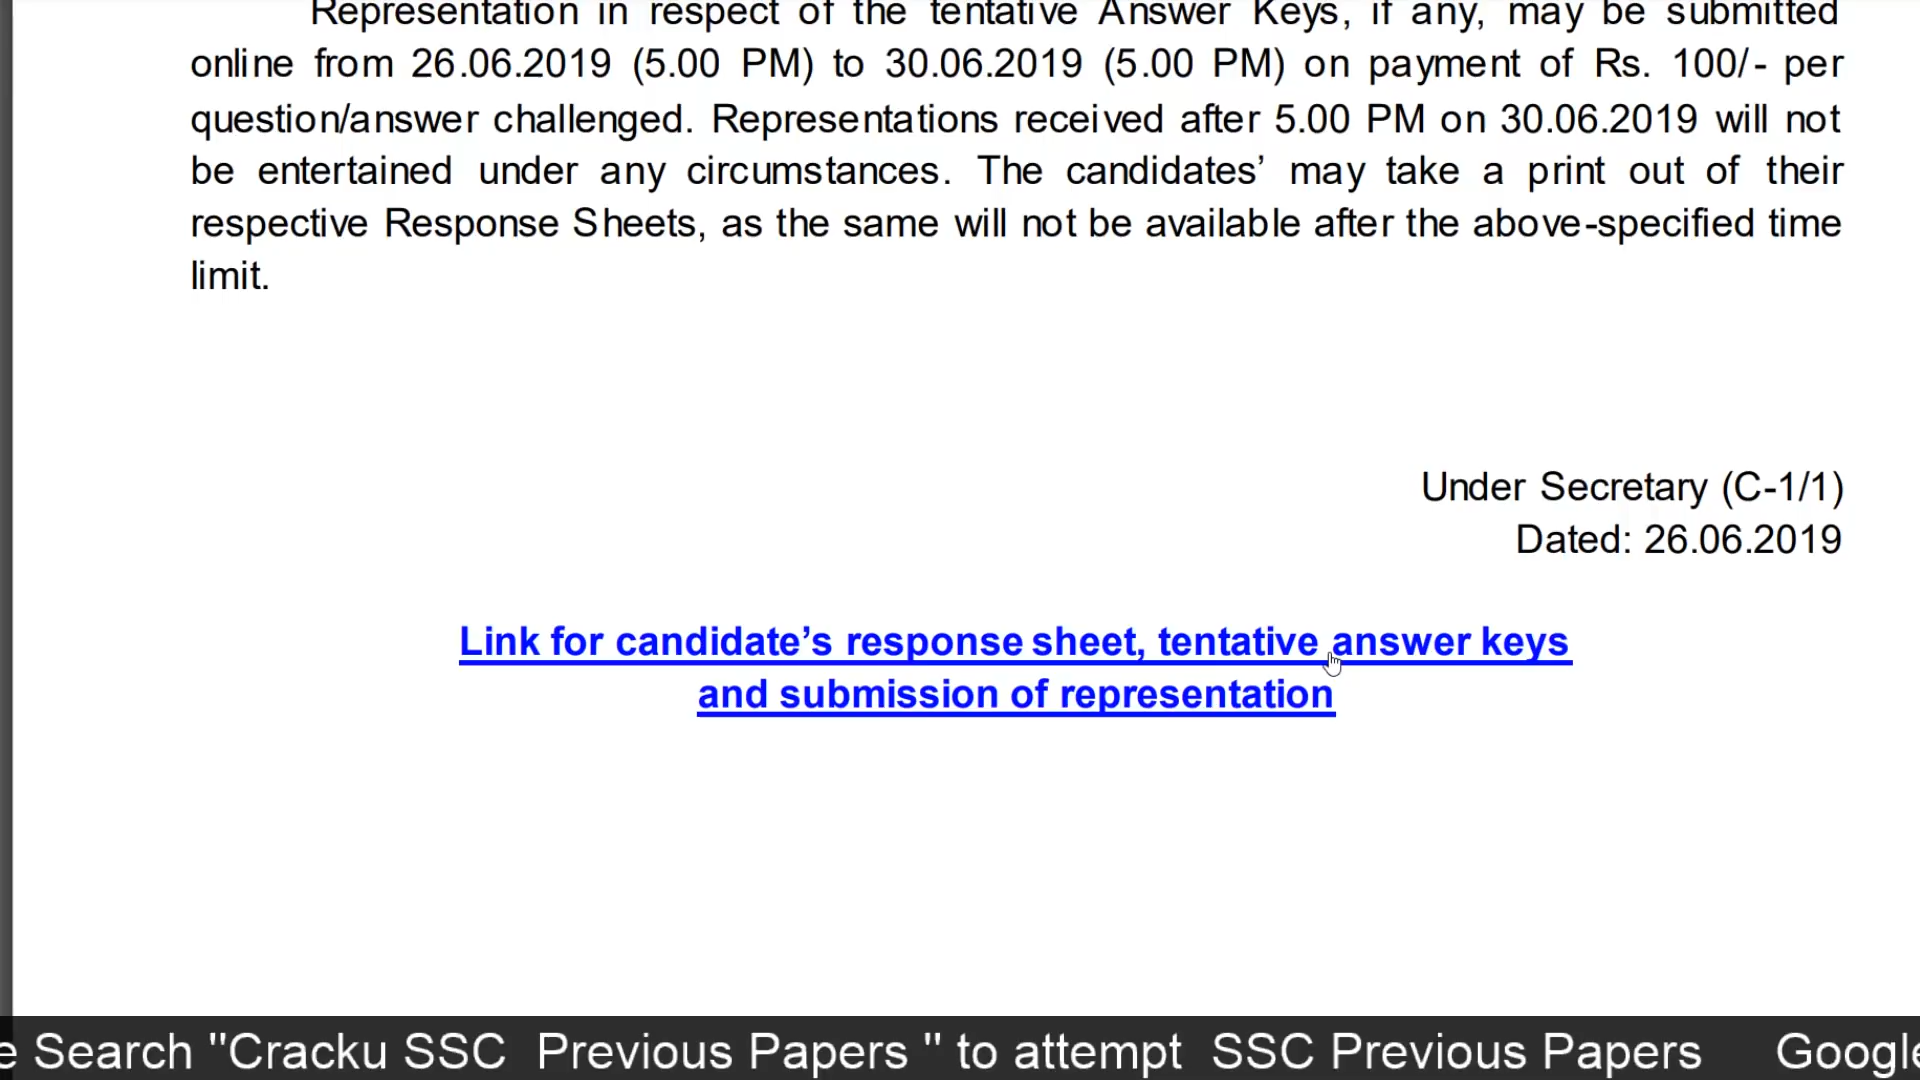 Representation in respect of the tentative Answer Keys, if any, may be submitted
online from 26.06.2019 (5.00 PM) to 30.06.2019 (5.00 PM) on payment of Rs. 100/- per
question/answer challenged. Representations received after 5.00 PM on 30.06.2019 will not
be entertained under any circumstances. The candidates’ may take a print out of their
respective Response Sheets, as the same will not be available after the above-specified time
limit.
Under Secretary (C-1/1)
Dated: 26.06.2019
Link for candidate’s response sheet, tentative answer keys
and submission of representation
e Search "Cracku SSC Previous Papers " to attempt SSC Previous Papers Google